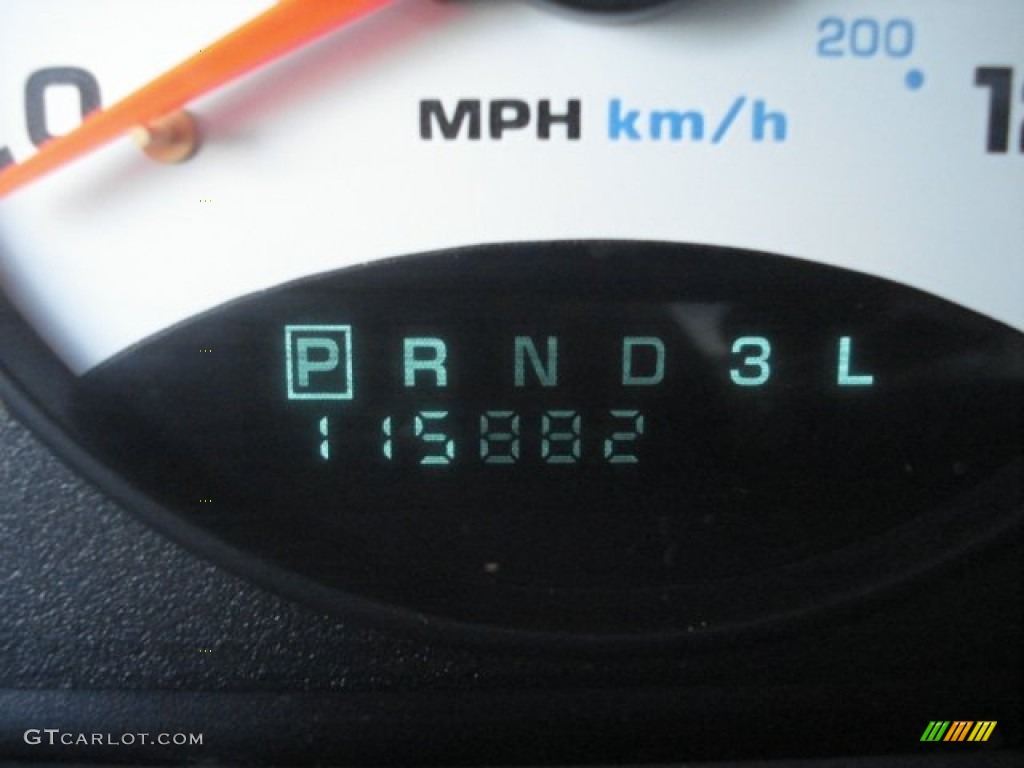 200
MPH km/h
P R N D 3 L
115882
GTCARLOT.COM